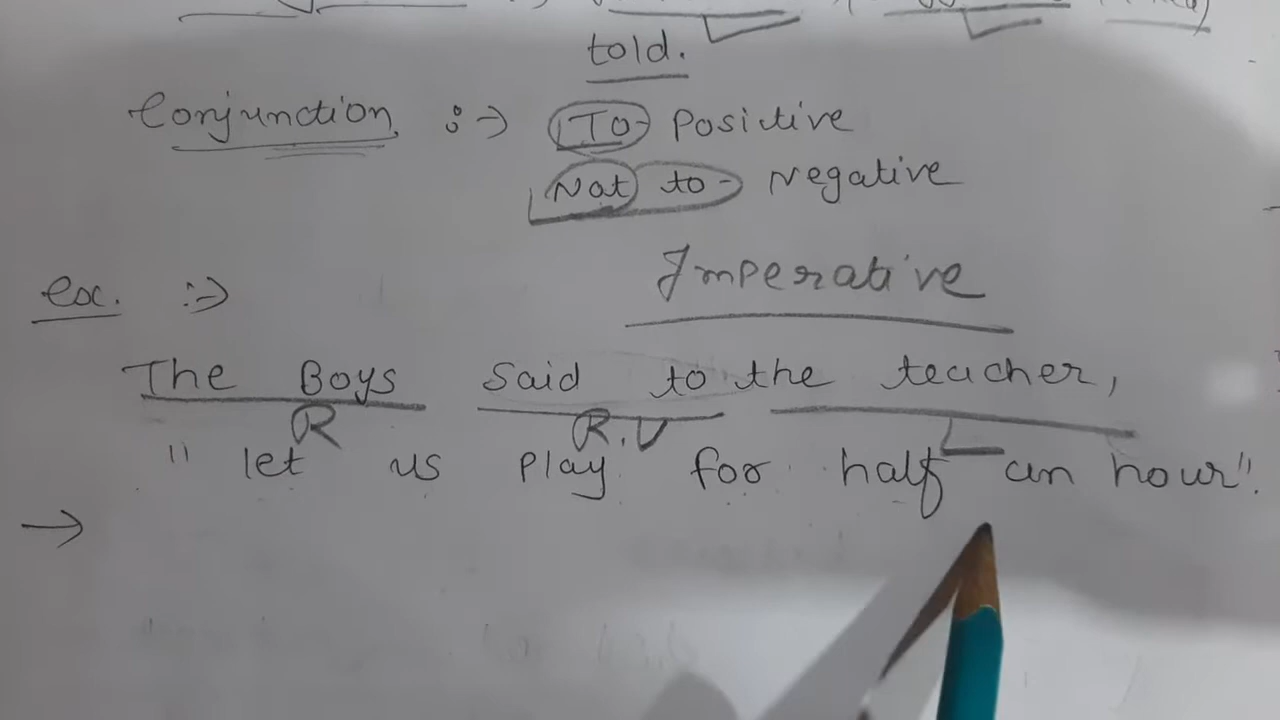 told.
Conjunction :→ To Positive
Not to - Negative
Imperative
ex. :→
The Boys said to the teacher,
R R.V L
" let us play for half an hour".
→